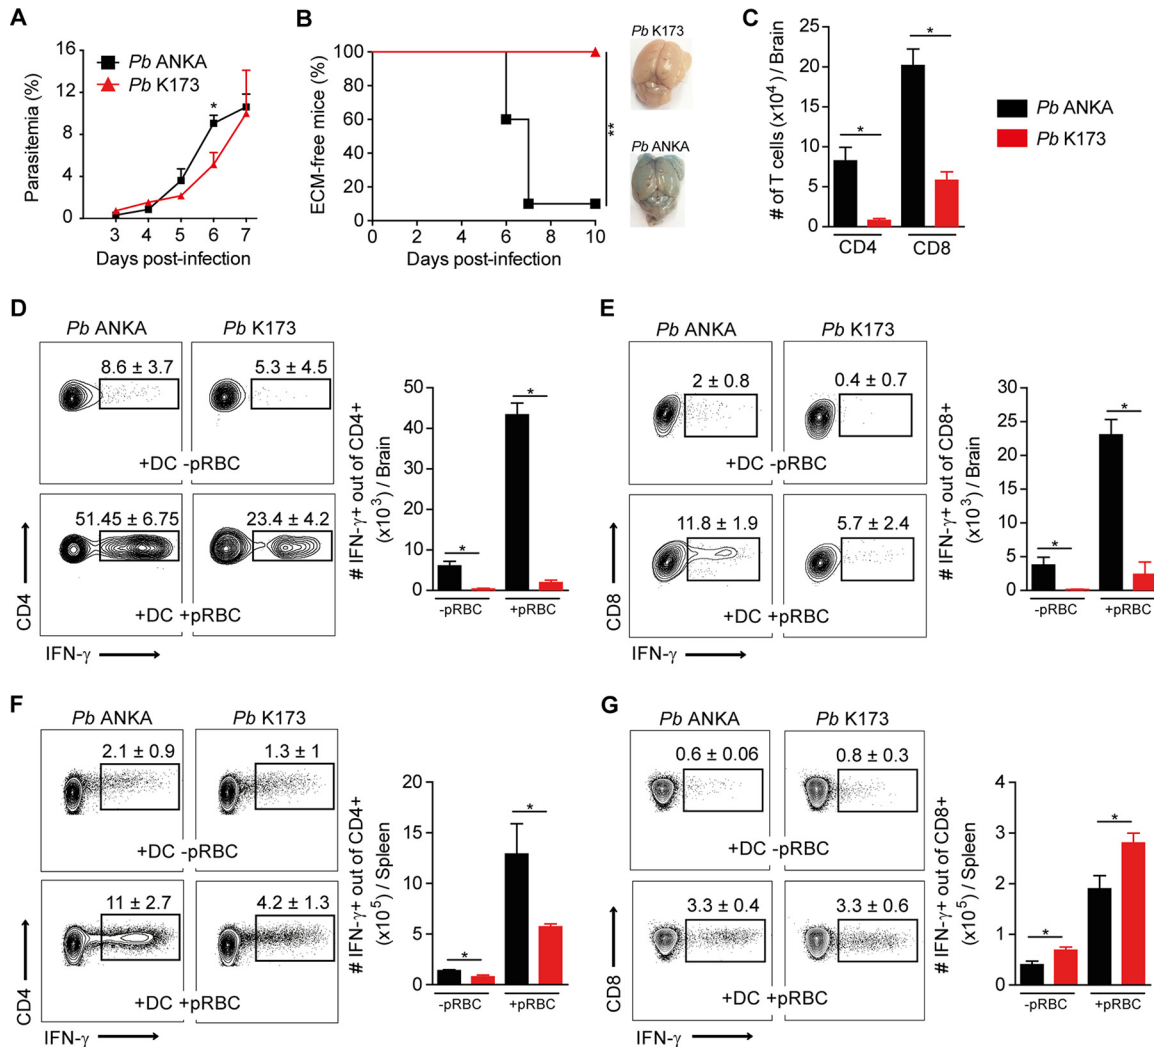 A
Parasitemia (%)
16
12
8
4
0
Pb ANKA
Pb K173
*
3 4 5 6 7
Days post-infection
B
ECM-free mice (%)
100
80
60
40
20
0
0 2 4 6 8 10
Days post-infection
**
Pb K173
Pb ANKA
C
# of T cells (x10⁴) / Brain
25
20
15
10
5
0
*
*
CD4 CD8
Pb ANKA
Pb K173
D
Pb ANKA Pb K173
8.6 ± 3.7 5.3 ± 4.5
+DC -pRBC
51.45 ± 6.75 23.4 ± 4.2
+DC +pRBC
CD4
IFN-γ
# IFN-γ+ out of CD4+
(x10³) / Brain
50
40
30
20
10
0
*
*
-pRBC +pRBC
E
Pb ANKA Pb K173
2 ± 0.8 0.4 ± 0.7
+DC -pRBC
11.8 ± 1.9 5.7 ± 2.4
+DC +pRBC
CD8
IFN-γ
# IFN-γ+ out of CD8+
(x10³) / Brain
30
25
20
15
10
5
0
*
*
-pRBC +pRBC
F
Pb ANKA Pb K173
2.1 ± 0.9 1.3 ± 1
+DC -pRBC
11 ± 2.7 4.2 ± 1.3
+DC +pRBC
CD4
IFN-γ
# IFN-γ+ out of CD4+
(x10⁵) / Spleen
20
15
10
5
0
*
*
-pRBC +pRBC
G
Pb ANKA Pb K173
0.6 ± 0.06 0.8 ± 0.3
+DC -pRBC
3.3 ± 0.4 3.3 ± 0.6
+DC +pRBC
CD8
IFN-γ
# IFN-γ+ out of CD8+
(x10⁵) / Spleen
4
3
2
1
0
*
*
-pRBC +pRBC